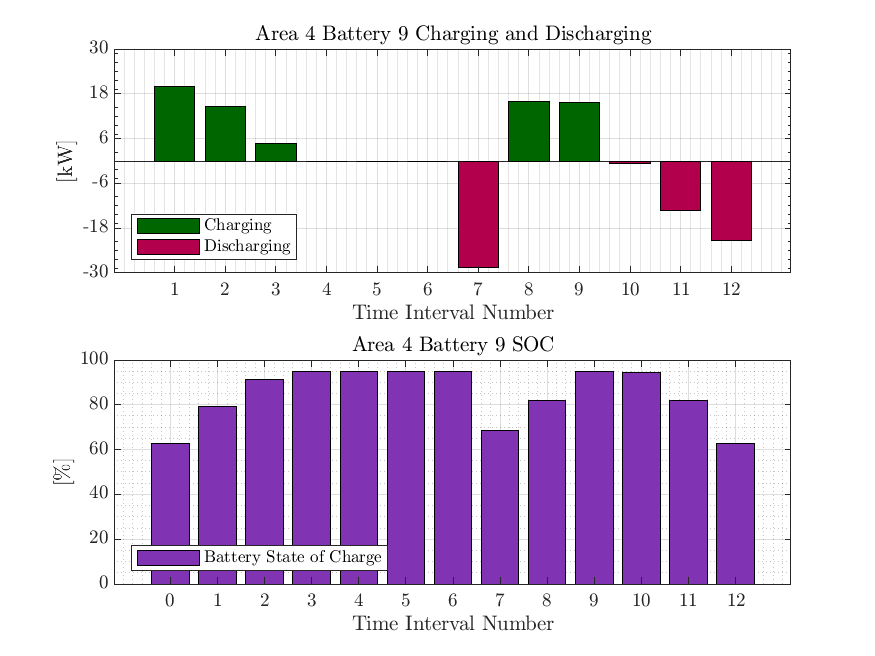 Area 4 Battery 9 Charging and Discharging
30
18
6
-6
-18
-30
[kW]
Charging
Discharging
1 2 3 4 5 6 7 8 9 10 11 12
Time Interval Number
Area 4 Battery 9 SOC
100
80
60
40
20
0
[%]
Battery State of Charge
0 1 2 3 4 5 6 7 8 9 10 11 12
Time Interval Number